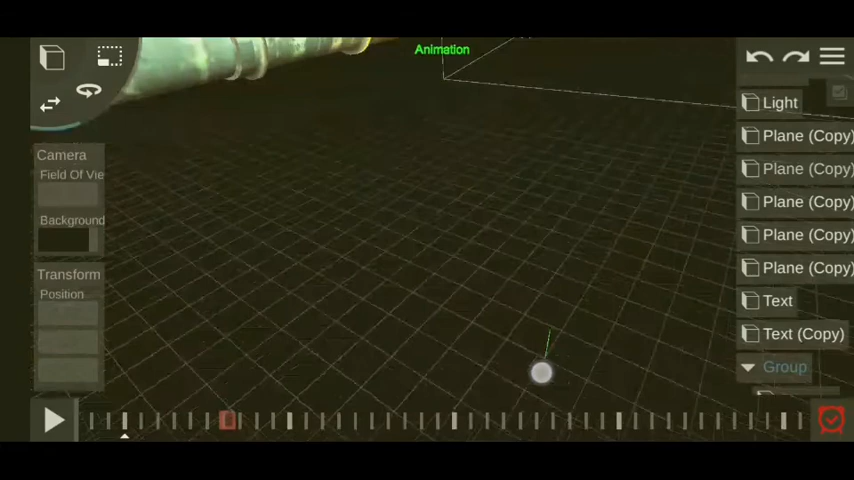 Animation
Light
Plane (Copy)
Camera
Field Of Vie
Plane (Copy)
Plane (Copy)
Background
Plane (Copy)
Transform
Plane (Copy)
Position
Text
Text (Copy)
Group